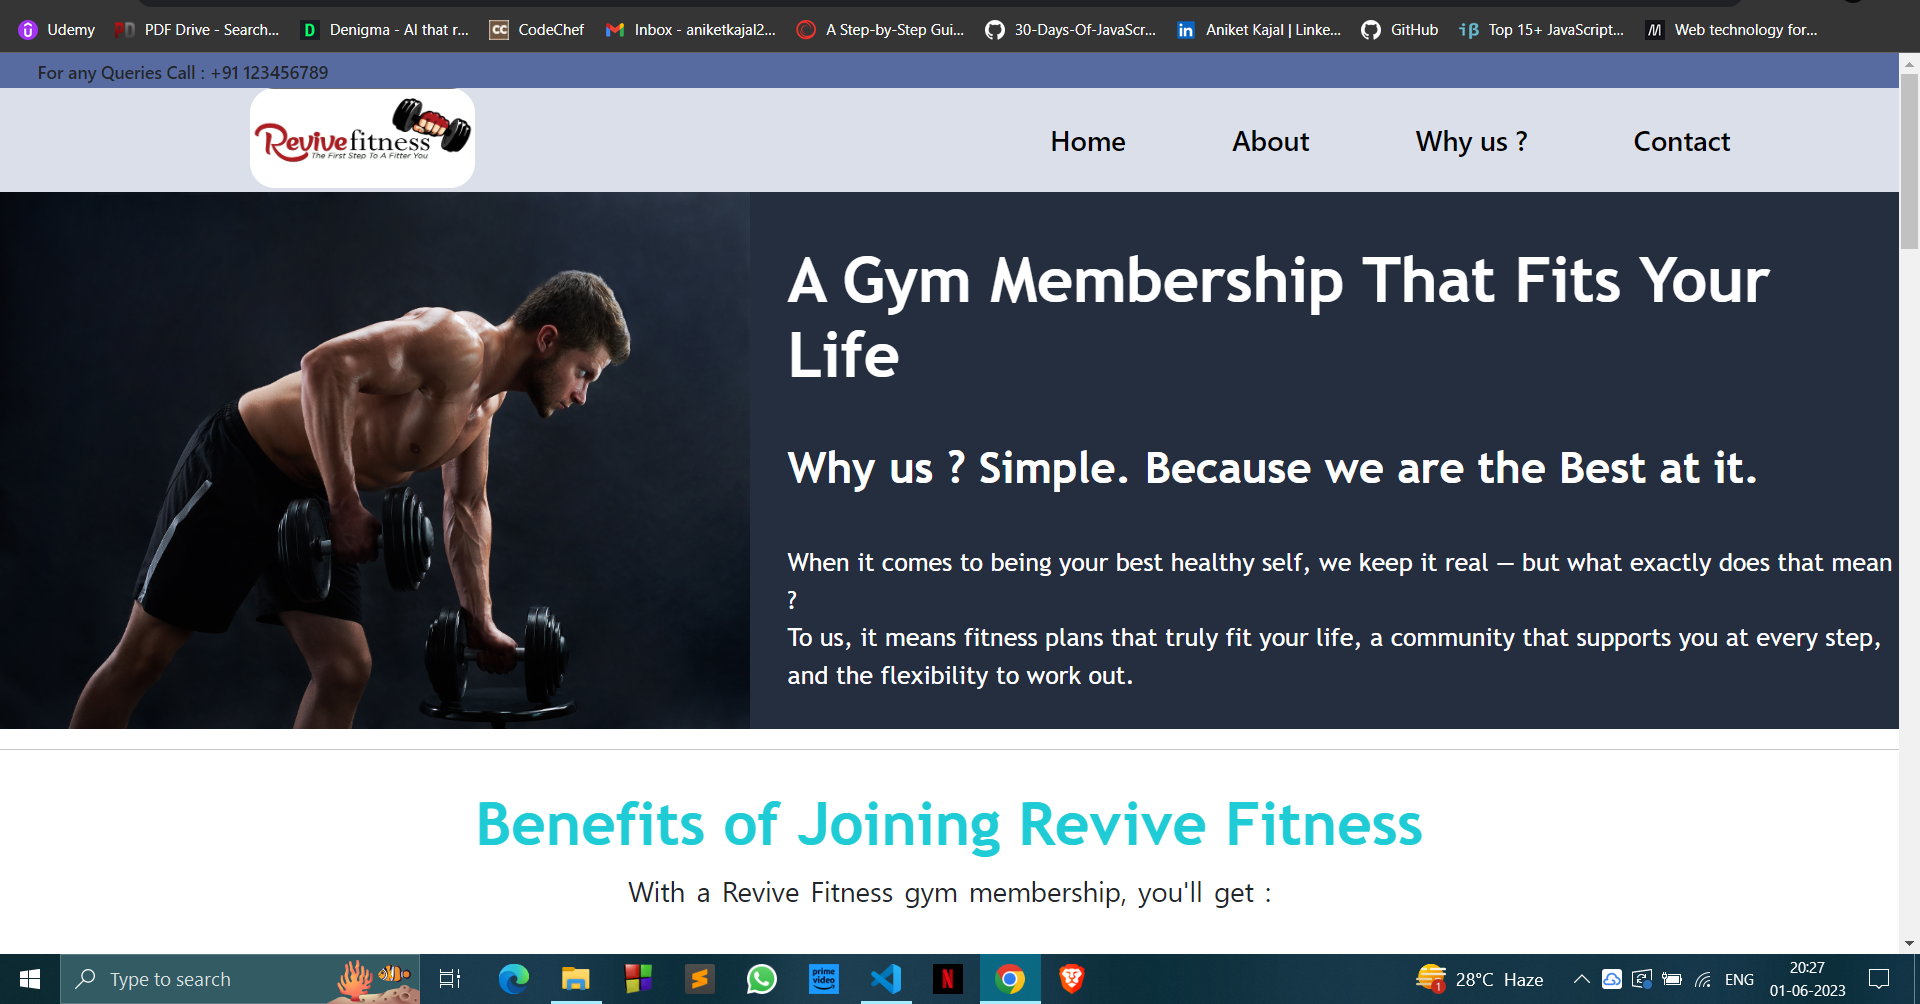 Udemy PDF Drive - Search... Denigma - AI that r... CodeChef Inbox - aniketkajal2... A Step-by-Step Gui... 30-Days-Of-JavaScr... Aniket Kajal | Linke... GitHub Top 15+ JavaScript... Web technology for...
For any Queries Call : +91 123456789
Revive fitness
The First Step To A Fitter You
Home About Why us ? Contact
A Gym Membership That Fits Your
Life
Why us ? Simple. Because we are the Best at it.
When it comes to being your best healthy self, we keep it real — but what exactly does that mean
?
To us, it means fitness plans that truly fit your life, a community that supports you at every step,
and the flexibility to work out.
Benefits of Joining Revive Fitness
With a Revive Fitness gym membership, you'll get :
Type to search
prime
video
1
28°C Haze
ENG
20:27
01-06-2023